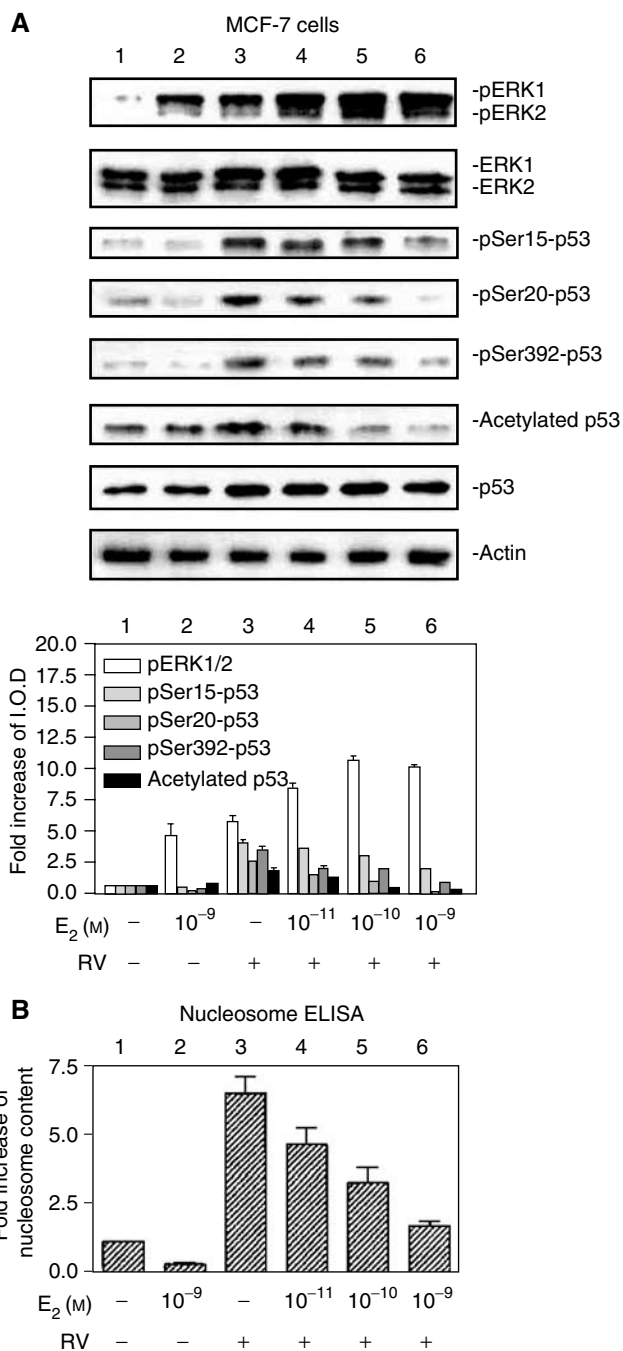 A
MCF-7 cells
1 2 3 4 5 6
-pERK1
-pERK2
-ERK1
-ERK2
-pSer15-p53
-pSer20-p53
-pSer392-p53
-Acetylated p53
-p53
-Actin
1 2 3 4 5 6
Fold increase of I.O.D
20.0
17.5
15.0
12.5
10.0
7.5
5.0
2.5
0.0
pERK1/2
pSer15-p53
pSer20-p53
pSer392-p53
Acetylated p53
E₂ (M) – 10⁻⁹ – 10⁻¹¹ 10⁻¹⁰ 10⁻⁹
RV – – + + + +
B
Nucleosome ELISA
1 2 3 4 5 6
Fold increase of
nucleosome content
7.5
5.0
2.5
0.0
E₂ (M) – 10⁻⁹ – 10⁻¹¹ 10⁻¹⁰ 10⁻⁹
RV – – + + + +